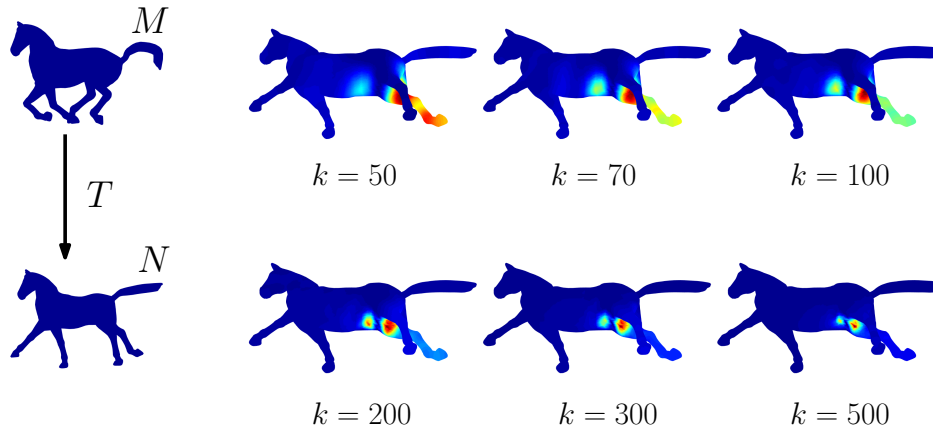 M
T
N
k = 50
k = 70
k = 100
k = 200
k = 300
k = 500